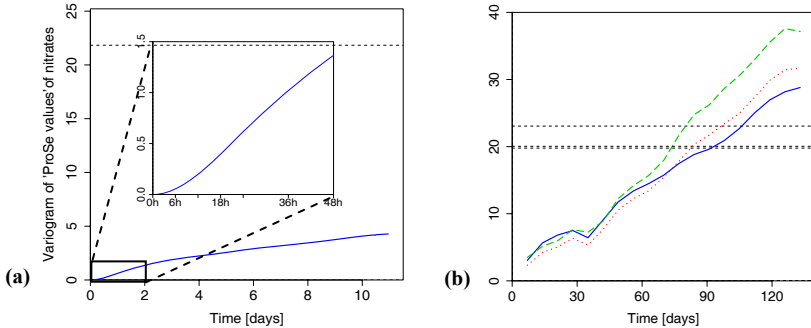 (a)
Variogram of 'ProSe values' of nitrates
25
20
15
10
5
0
0 2 4 6 8 10
Time [days]
1.5
1.0
0.5
0.0
0h 6h 18h 36h 48h
(b)
40
30
20
10
0
0 30 60 90 120
Time [days]